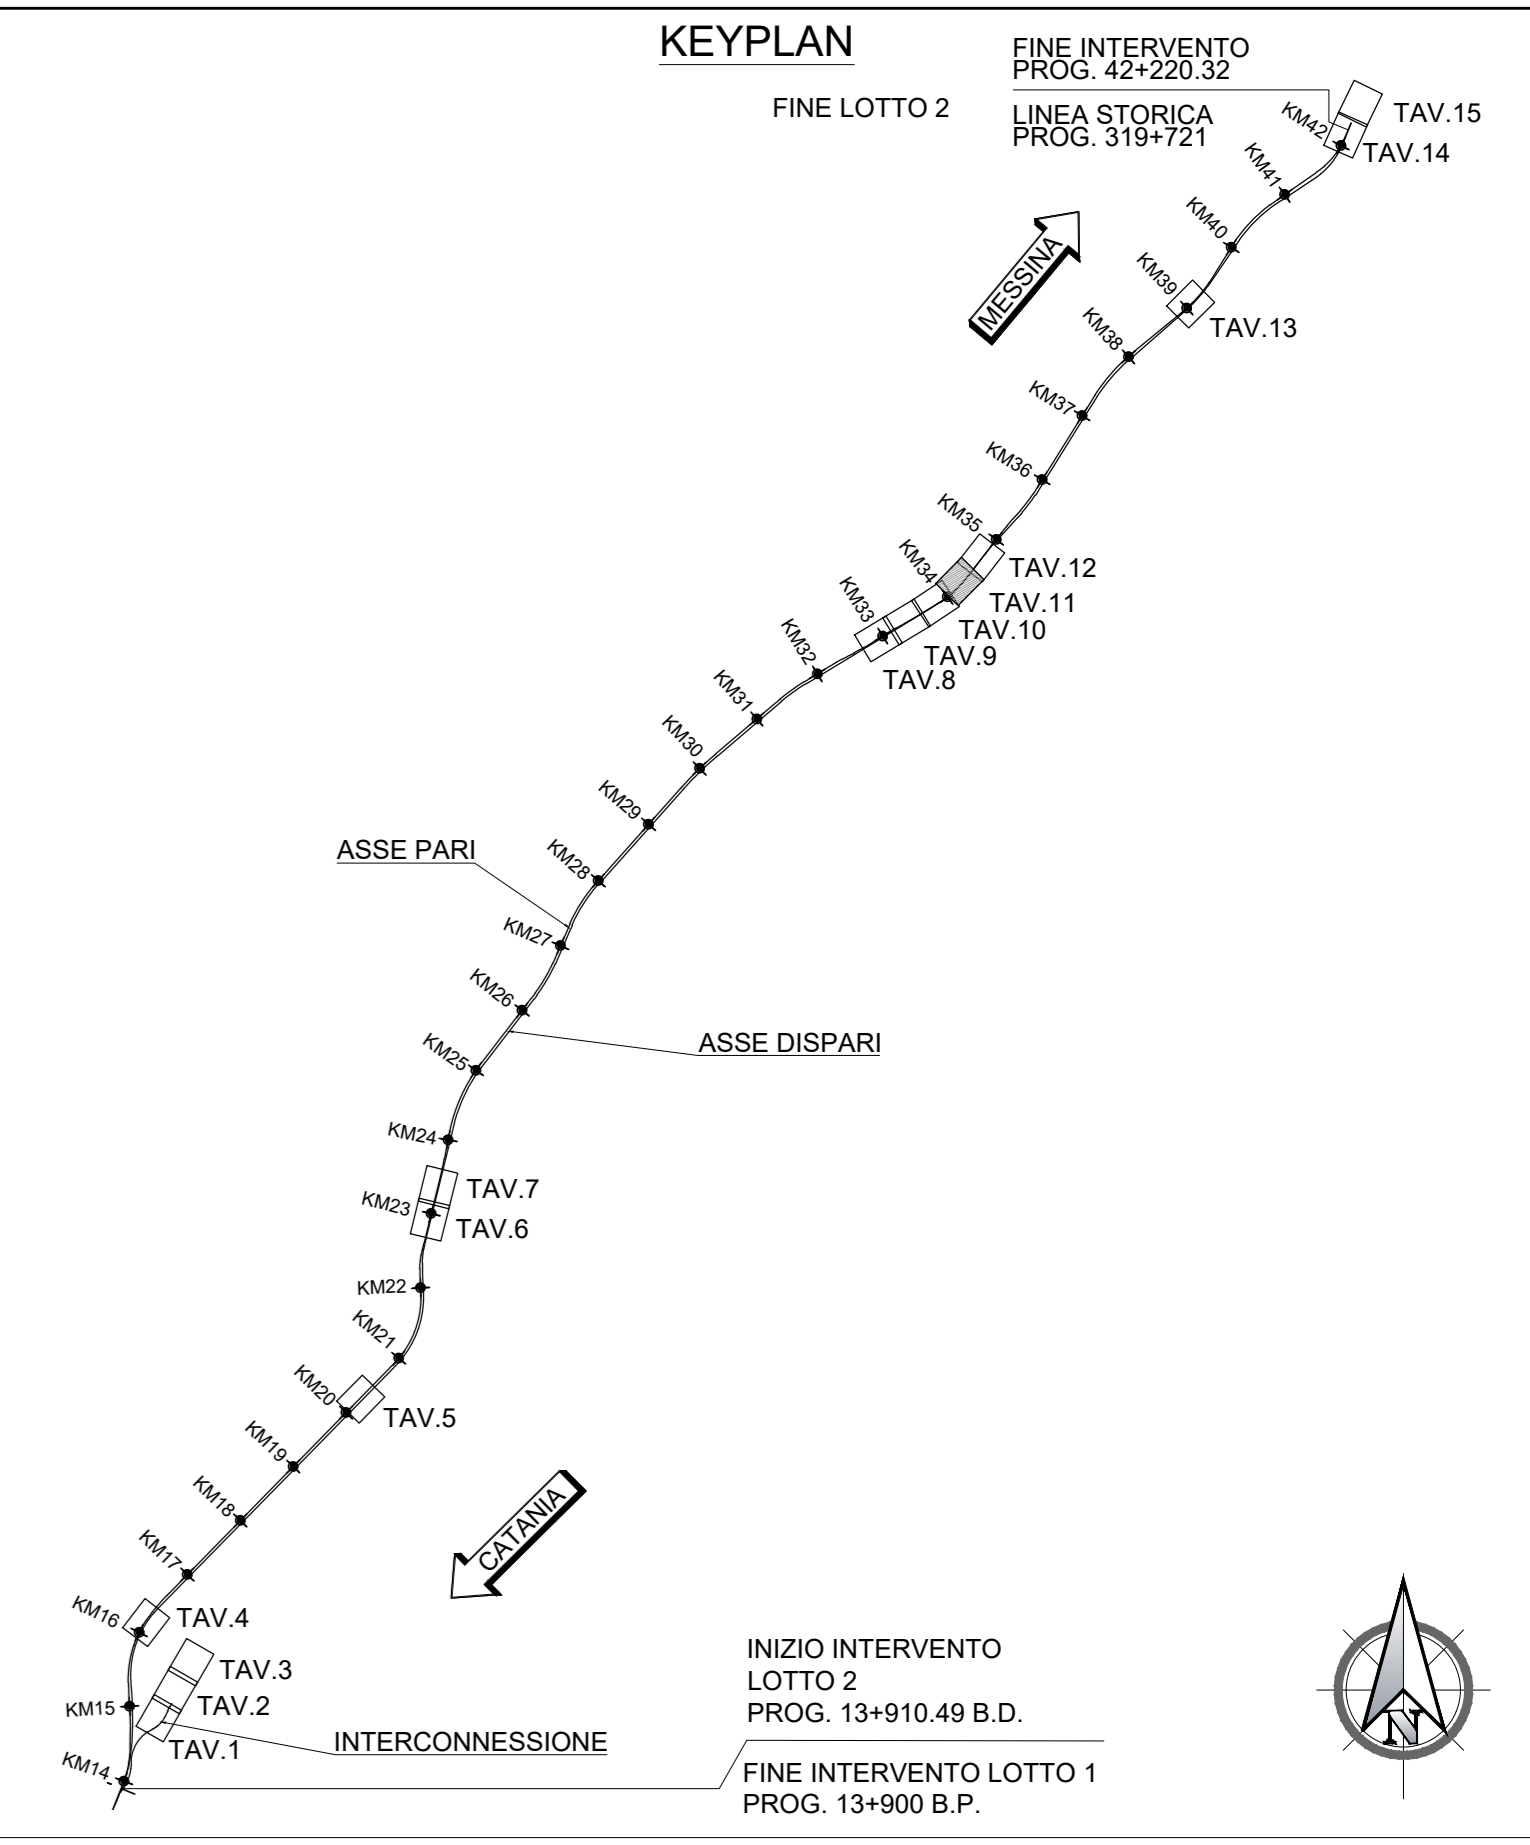 KEYPLAN
FINE INTERVENTO
PROG. 42+220.32
FINE LOTTO 2
LINEA STORICA
PROG. 319+721
TAV.15
KM42
TAV.14
KM41
KM40
MESSINA
KM39
TAV.13
KM38
KM37
KM36
KM35
KM34
TAV.12
TAV.11
KM33
TAV.10
TAV.9
KM32
TAV.8
KM31
KM30
KM29
ASSE PARI
KM28
KM27
KM26
ASSE DISPARI
KM25
KM24
TAV.7
KM23
TAV.6
KM22
KM21
KM20
TAV.5
KM19
KM18
CATANIA
KM17
KM16
TAV.4
TAV.3
KM15
TAV.2
TAV.1
INTERCONNESSIONE
KM14
INIZIO INTERVENTO
LOTTO 2
PROG. 13+910.49 B.D.
FINE INTERVENTO LOTTO 1
PROG. 13+900 B.P.
N